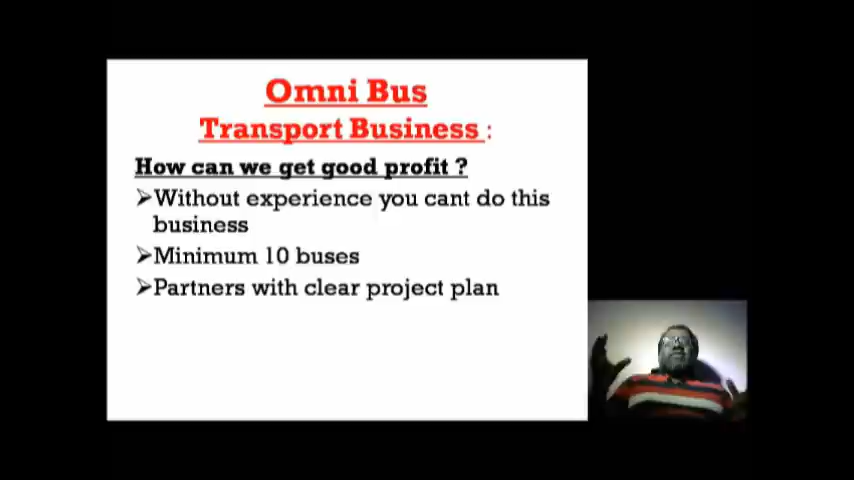 Omni Bus
Transport Business :
How can we get good profit ?
➢Without experience you cant do this
business
➢Minimum 10 buses
➢Partners with clear project plan